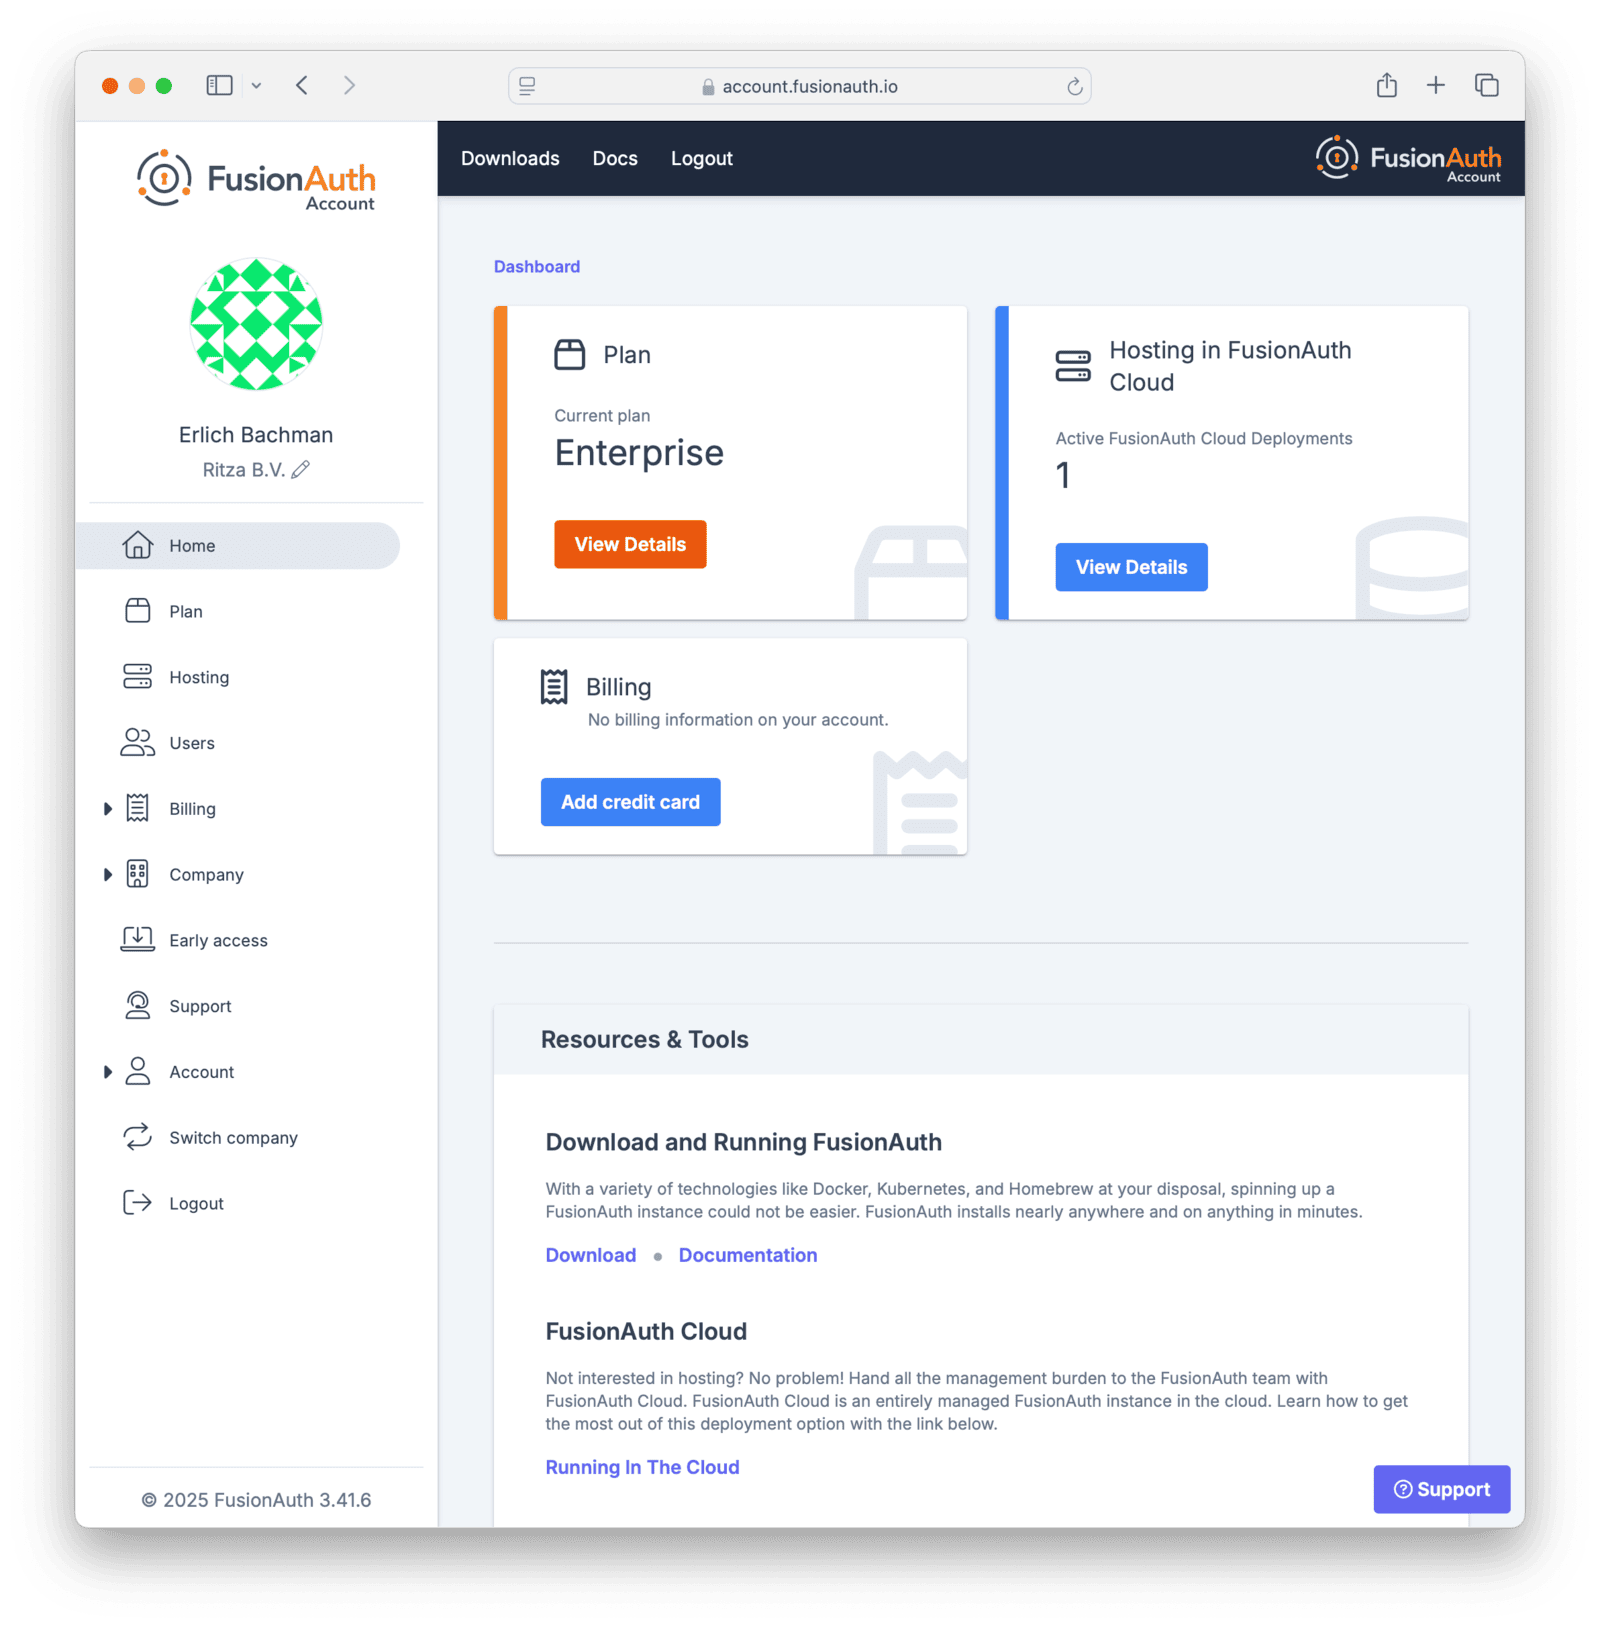 account.fusionauth.io
FusionAuth
Account
Erlich Bachman
Ritza B.V.
Home
Plan
Hosting
Users
Billing
Company
Early access
Support
Account
Switch company
Logout
© 2025 FusionAuth 3.41.6
Downloads
Docs
Logout
FusionAuth
Account
Dashboard
Plan
Current plan
Enterprise
View Details
Hosting in FusionAuth
Cloud
Active FusionAuth Cloud Deployments
1
View Details
Billing
No billing information on your account.
Add credit card
Resources & Tools
Download and Running FusionAuth
With a variety of technologies like Docker, Kubernetes, and Homebrew at your disposal, spinning up a
FusionAuth instance could not be easier. FusionAuth installs nearly anywhere and on anything in minutes.
Download • Documentation
FusionAuth Cloud
Not interested in hosting? No problem! Hand all the management burden to the FusionAuth team with
FusionAuth Cloud. FusionAuth Cloud is an entirely managed FusionAuth instance in the cloud. Learn how to get
the most out of this deployment option with the link below.
Running In The Cloud
Support